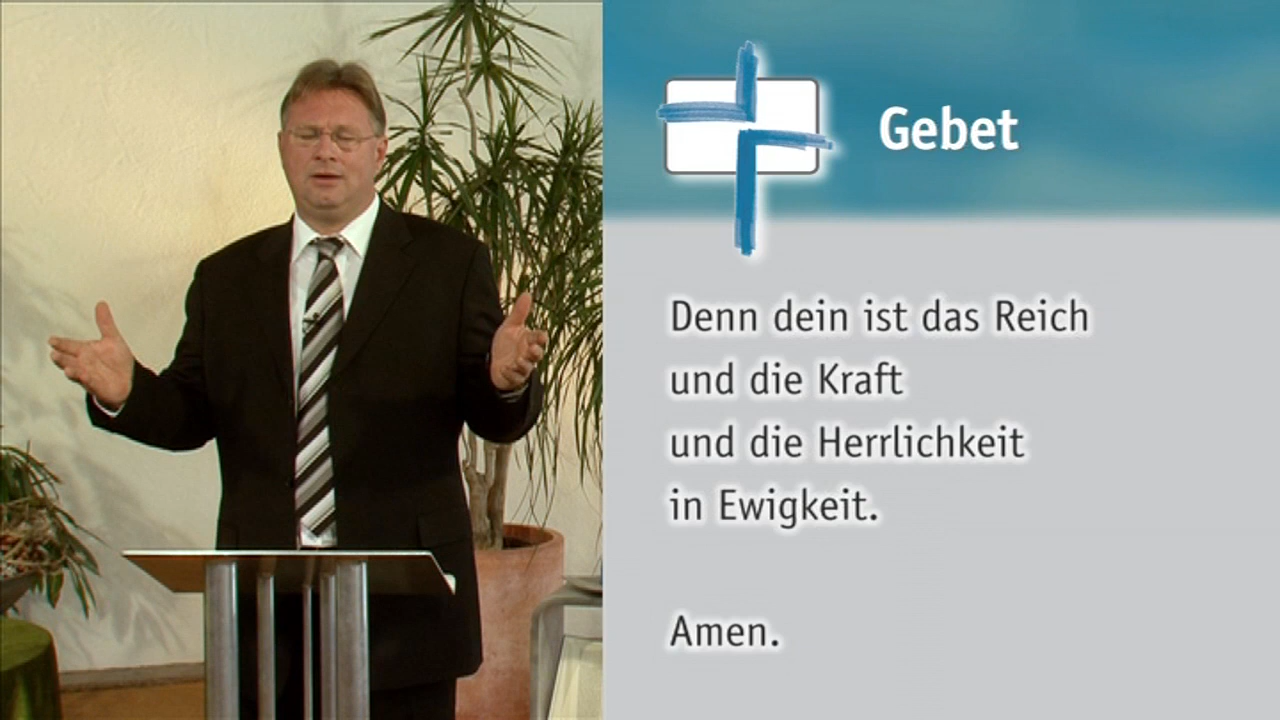 Gebet
Denn dein ist das Reich
und die Kraft
und die Herrlichkeit
in Ewigkeit.
Amen.